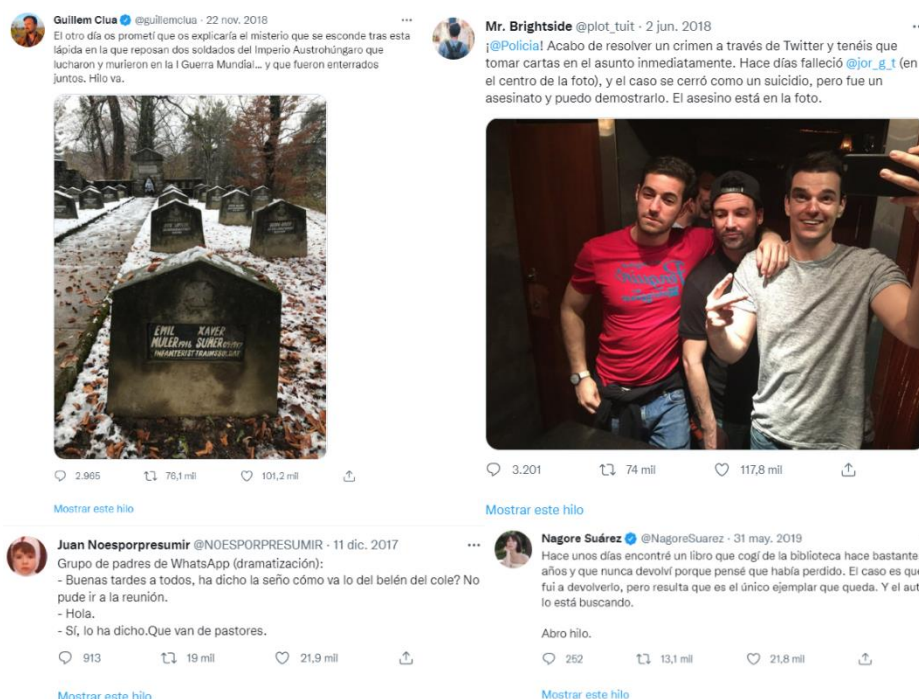 Guillem Clua @guillemclua · 22 nov. 2018
El otro día os prometí que os explicaría el misterio que se esconde tras esta
lápida en la que reposan dos soldados del Imperio Austrohúngaro que
lucharon y murieron en la I Guerra Mundial... y que fueron enterrados
juntos. Hilo va.
EMIL XAVER
MULER 1916 SUMER
INFANTERIST TRAINSSOLDAT
2.965 76,1 mil 101,2 mil
Mostrar este hilo
Mr. Brightside @plot_tuit · 2 jun. 2018
¡@Policia! Acabo de resolver un crimen a través de Twitter y tenéis que
tomar cartas en el asunto inmediatamente. Hace días falleció @jor_g_t (en
el centro de la foto), y el caso se cerró como un suicidio, pero fue un
asesinato y puedo demostrarlo. El asesino está en la foto.
3.201 74 mil 117,8 mil
Mostrar este hilo
Juan Noesporpresumir @NOESPORPRESUMIR · 11 dic. 2017
Grupo de padres de WhatsApp (dramatización):
- Buenas tardes a todos, ha dicho la seño cómo va lo del belén del cole? No
pude ir a la reunión.
- Hola.
- Sí, lo ha dicho.Que van de pastores.
913 19 mil 21,9 mil
Mostrar este hilo
Nagore Suárez @NagoreSuarez · 31 may. 2019
Hace unos días encontré un libro que cogí de la biblioteca hace bastante
años y que nunca devolví porque pensé que había perdido. El caso es que
fui a devolverlo, pero resulta que es el único ejemplar que queda. Y el aut
lo está buscando.
Abro hilo.
252 13,1 mil 21,8 mil
Mostrar este hilo